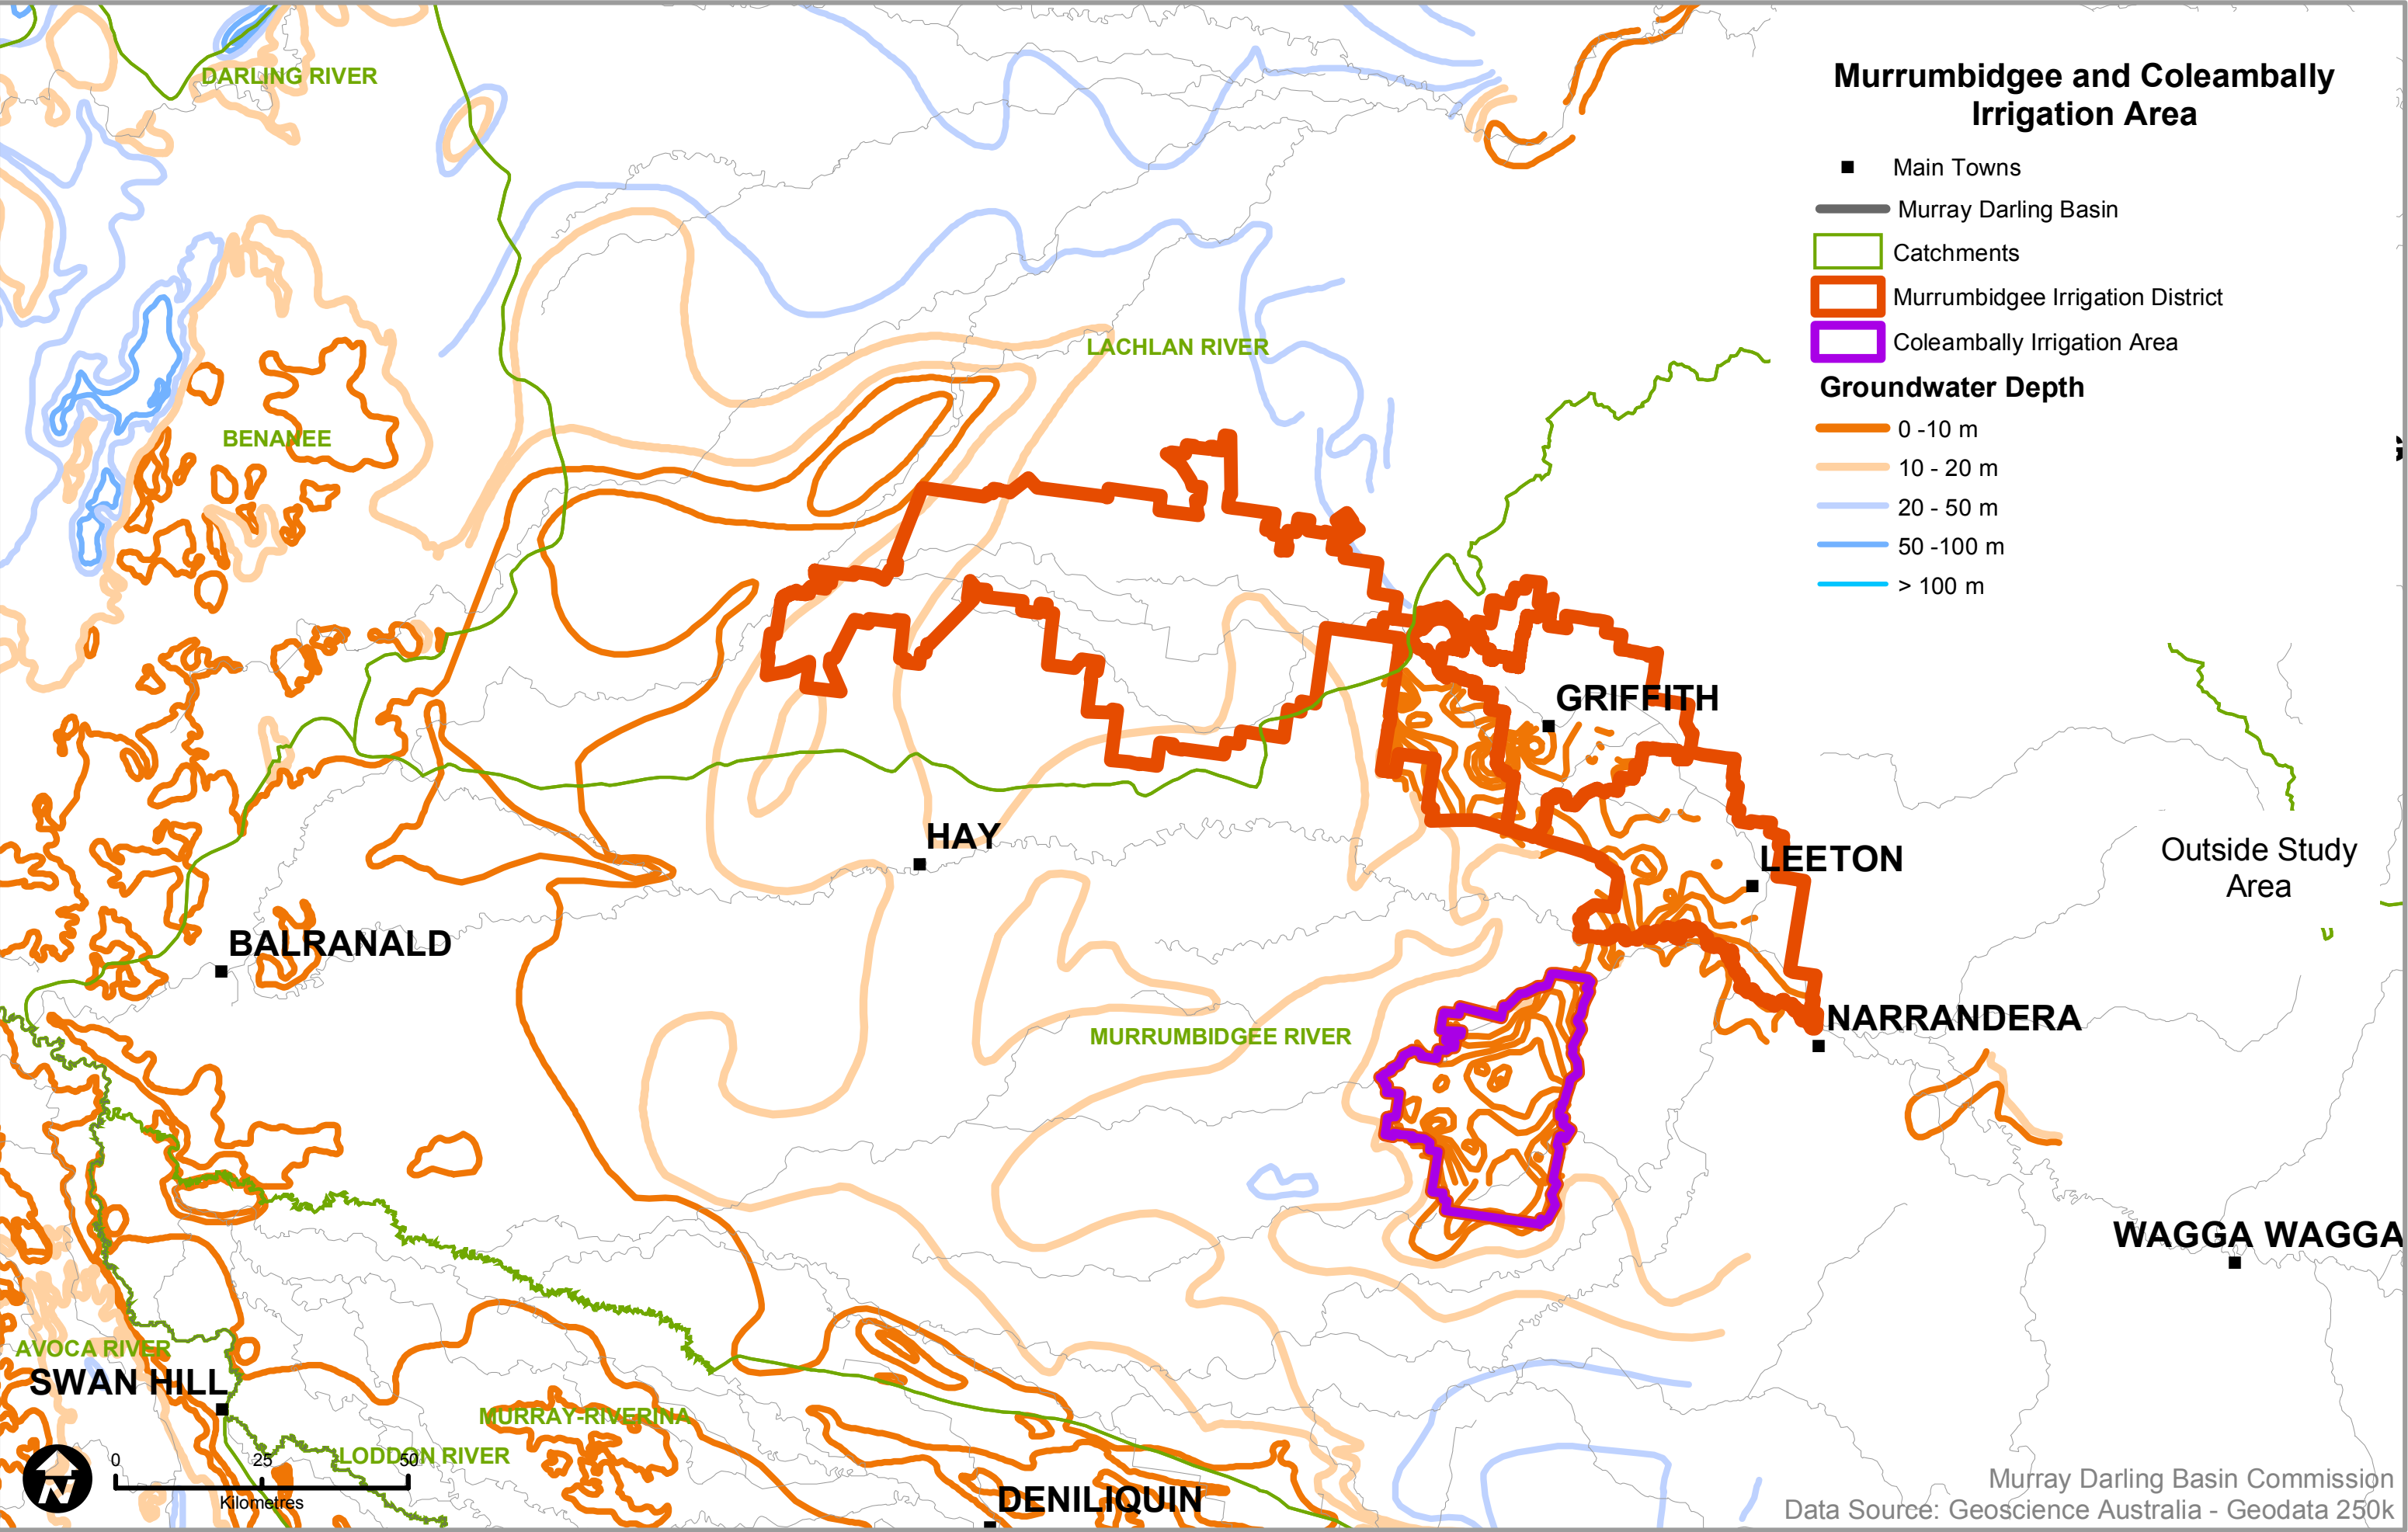 Murrumbidgee and Coleambally
Irrigation Area
Main Towns
Murray Darling Basin
Catchments
Murrumbidgee Irrigation District
Coleambally Irrigation Area
Groundwater Depth
0 -10 m
10 - 20 m
20 - 50 m
50 -100 m
> 100 m
DARLING RIVER
LACHLAN RIVER
BENANEE
GRIFFITH
HAY
LEETON
Outside Study
Area
BALRANALD
NARRANDERA
MURRUMBIDGEE RIVER
WAGGA WAGGA
AVOCA RIVER
SWAN HILL
MURRAY-RIVERINA
LODDON RIVER
DENILIQUIN
N
0 25 50
Kilometres
Murray Darling Basin Commission
Data Source: Geoscience Australia - Geodata 250k